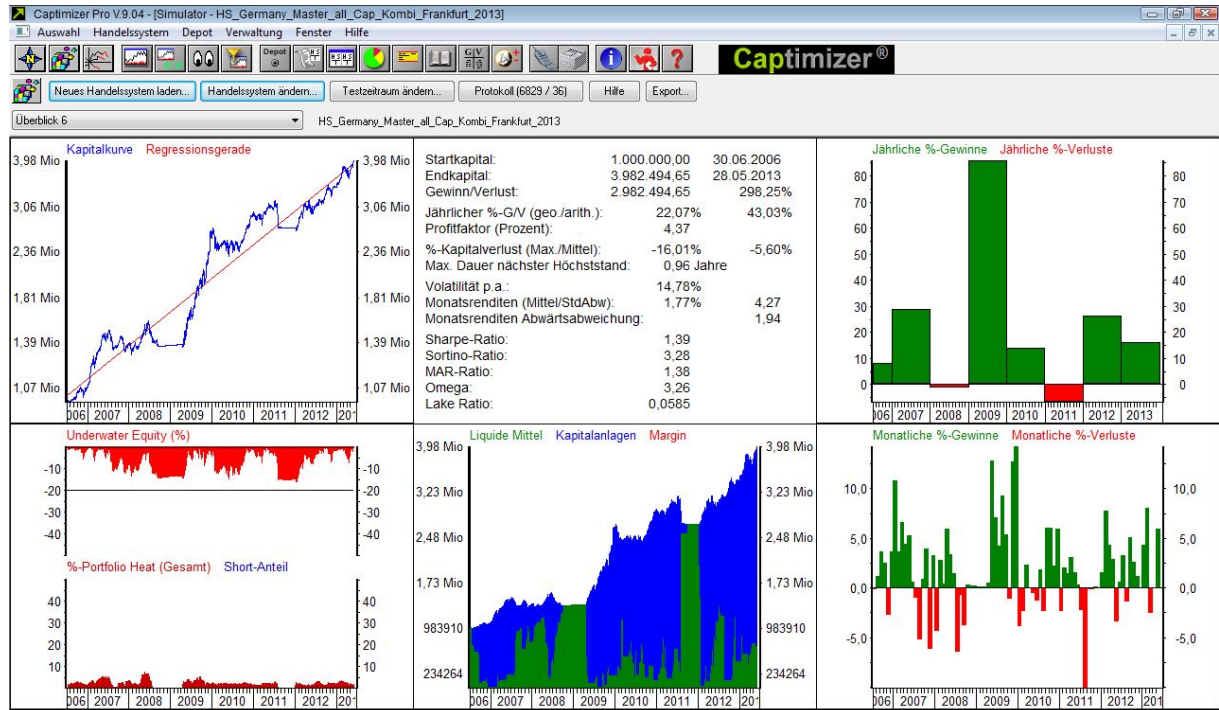 Captimizer Pro V.9.04 - [Simulator - HS_Germany_Master_all_Cap_Kombi_Frankfurt_2013]
Auswahl Handelssystem Depot Verwaltung Fenster Hilfe
Depot
HSHS
G|V
Captimizer®
Neues Handelssystem laden... Handelssystem ändern... Testzeitraum ändern... Protokoll (6829 / 36) Hilfe Export...
Überblick 6 HS_Germany_Master_all_Cap_Kombi_Frankfurt_2013
Kapitalkurve Regressionsgerade
3,98 Mio 3,98 Mio
3,06 Mio 3,06 Mio
2,36 Mio 2,36 Mio
1,81 Mio 1,81 Mio
1,39 Mio 1,39 Mio
1,07 Mio 1,07 Mio
006 2007 2008 2009 2010 2011 2012 201
Startkapital: 1.000.000,00 30.06.2006
Endkapital: 3.982.494,65 28.05.2013
Gewinn/Verlust: 2.982.494,65 298,25%
Jährlicher %-G/V (geo./arith.): 22,07% 43,03%
Profitfaktor (Prozent): 4,37
%-Kapitalverlust (Max./Mittel): -16,01% -5,60%
Max. Dauer nächster Höchststand: 0,96 Jahre
Volatilität p.a.: 14,78%
Monatsrenditen (Mittel/StdAbw): 1,77% 4,27
Monatsrenditen Abwärtsabweichung: 1,94
Sharpe-Ratio: 1,39
Sortino-Ratio: 3,28
MAR-Ratio: 1,38
Omega: 3,26
Lake Ratio: 0,0585
Jährliche %-Gewinne Jährliche %-Verluste
80 80
70 70
60 60
50 50
40 40
30 30
20 20
10 10
0 0
006 2007 2008 2009 2010 2011 2012 2013
Underwater Equity (%)
-10 -10
-20 -20
-30 -30
-40 -40
%-Portfolio Heat (Gesamt) Short-Anteil
40 40
30 30
20 20
10 10
006 2007 2008 2009 2010 2011 2012 201
Liquide Mittel Kapitalanlagen Margin
3,98 Mio 3,98 Mio
3,23 Mio 3,23 Mio
2,48 Mio 2,48 Mio
1,73 Mio 1,73 Mio
983910 983910
234264 234264
006 2007 2008 2009 2010 2011 2012 201
Monatliche %-Gewinne Monatliche %-Verluste
10,0 10,0
5,0 5,0
0,0 0,0
-5,0 -5,0
006 2007 2008 2009 2010 2011 2012 201